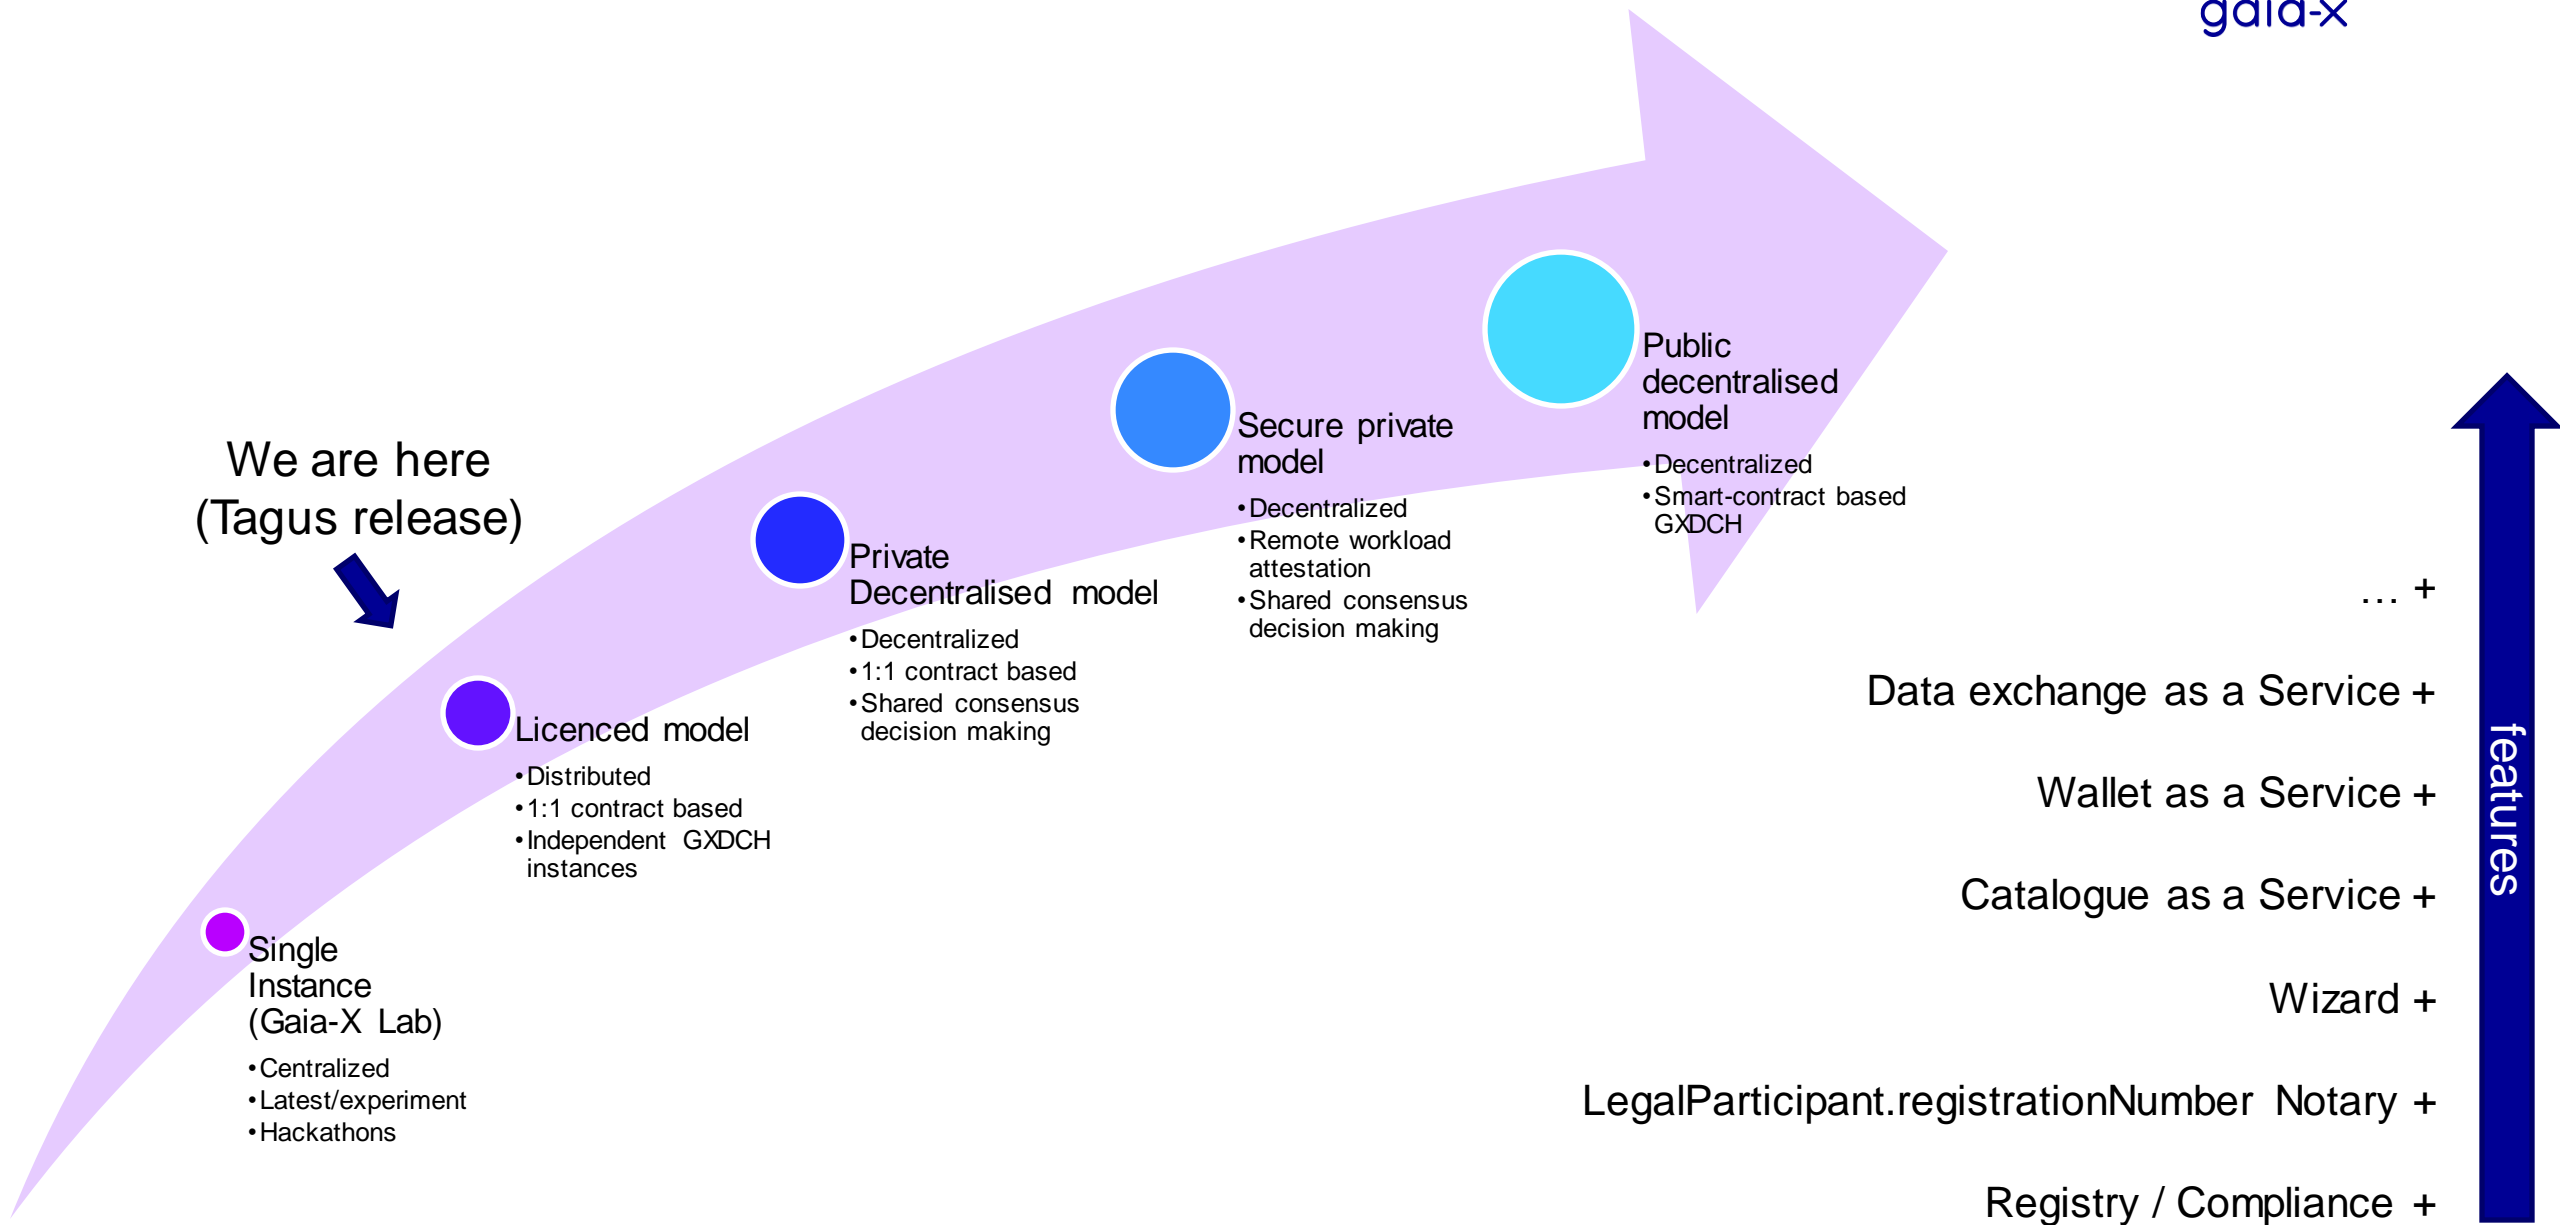 gaia-x
We are here
(Tagus release)
Public
decentralised
model
•Decentralized
•Smart-contract based
GXDCH
Secure private
model
•Decentralized
•Remote workload
attestation
•Shared consensus
decision making
Private
Decentralised model
•Decentralized
•1:1 contract based
•Shared consensus
decision making
Licenced model
•Distributed
•1:1 contract based
•Independent GXDCH
instances
Single
Instance
(Gaia-X Lab)
•Centralized
•Latest/experiment
•Hackathons
... +
Data exchange as a Service +
Wallet as a Service +
Catalogue as a Service +
Wizard +
LegalParticipant.registrationNumber Notary +
Registry / Compliance +
features